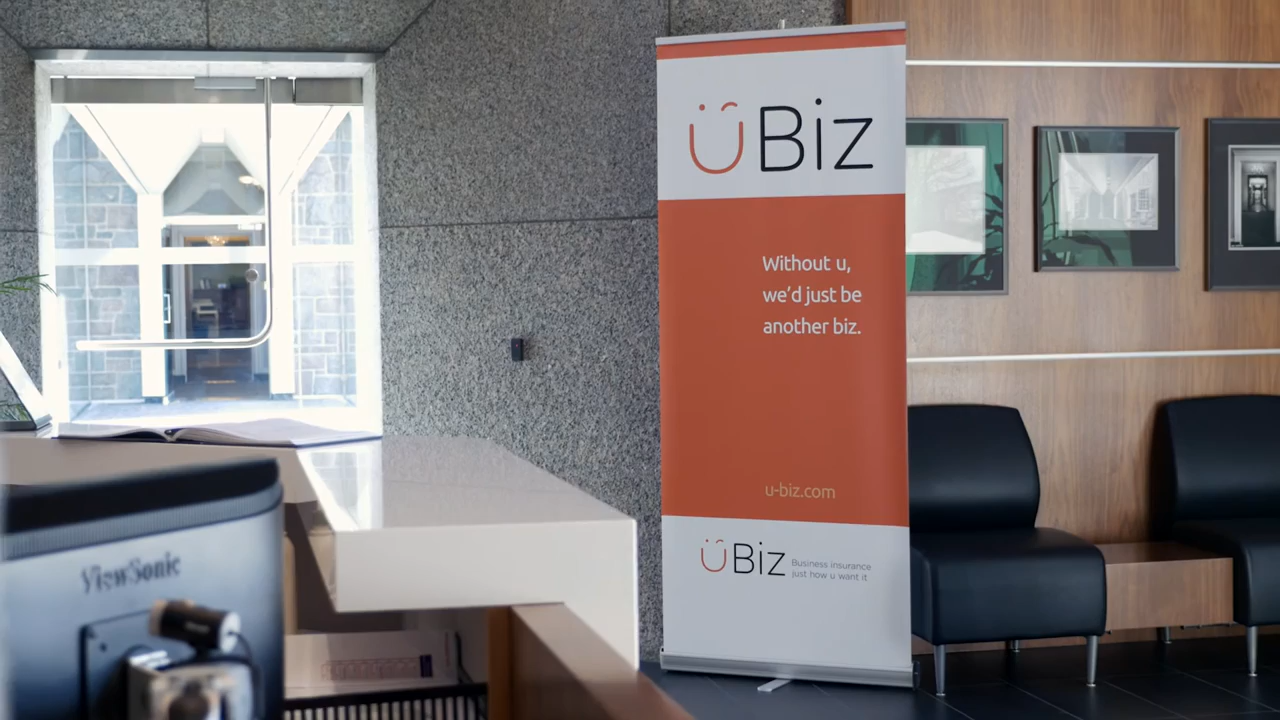 üBiz
Without u,
we'd just be
another biz.
u-biz.com
üBiz
Business insurance
just how u want it
ViewSonic